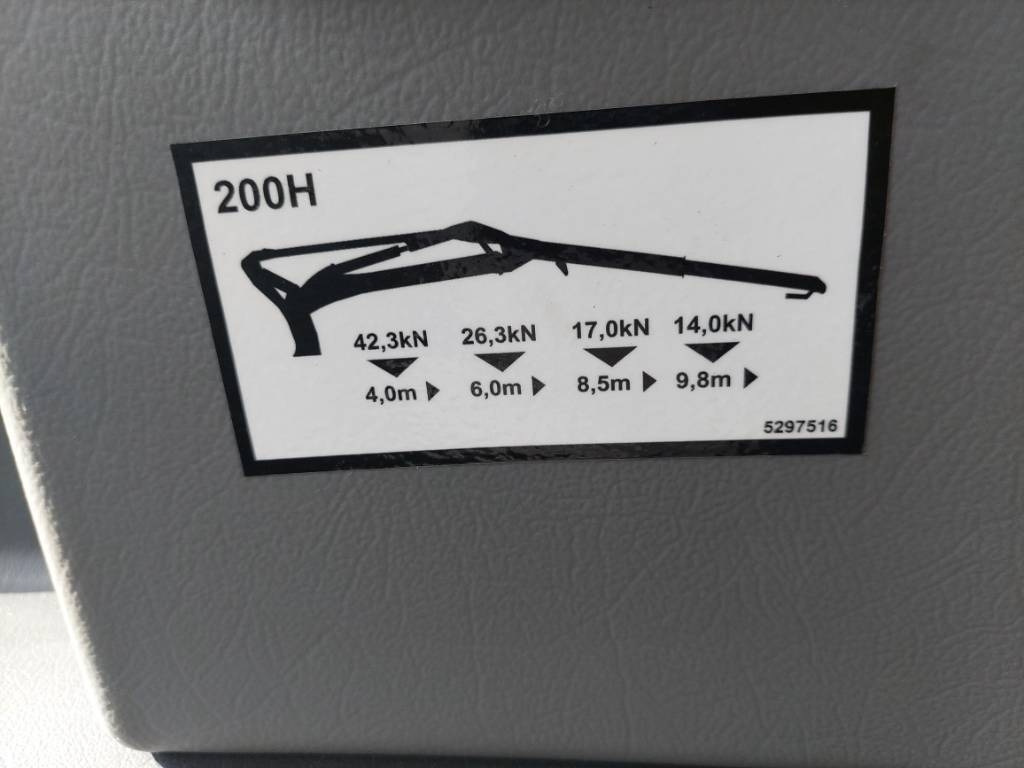 200H
42,3kN 26,3kN 17,0kN 14,0kN
4,0m 6,0m 8,5m 9,8m
5297516